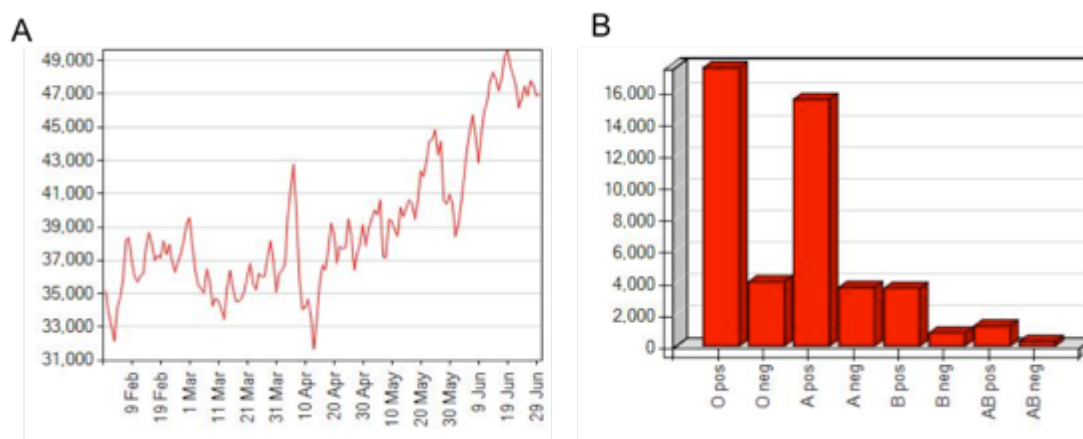 A
49,000
47,000
45,000
43,000
41,000
39,000
37,000
35,000
33,000
31,000
9 Feb
19 Feb
1 Mar
11 Mar
21 Mar
31 Mar
10 Apr
20 Apr
30 Apr
10 May
20 May
30 May
9 Jun
19 Jun
29 Jun
B
16,000
14,000
12,000
10,000
8,000
6,000
4,000
2,000
0
O pos
O neg
A pos
A neg
B pos
B neg
AB pos
AB neg